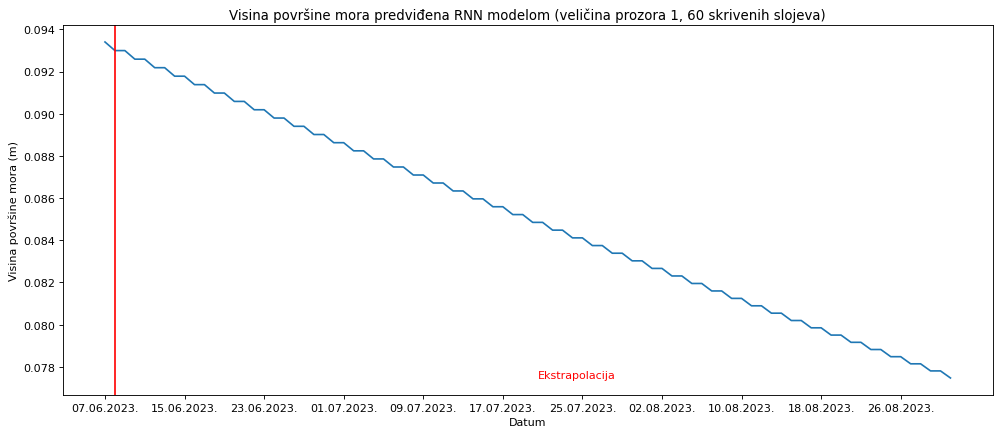 Visina površine mora predviđena RNN modelom (veličina prozora 1, 60 skrivenih slojeva)
0.094
0.092
0.090
0.088
0.086
0.084
0.082
0.080
0.078
Visina površine mora (m)
Ekstrapolacija
07.06.2023. 15.06.2023. 23.06.2023. 01.07.2023. 09.07.2023. 17.07.2023. 25.07.2023. 02.08.2023. 10.08.2023. 18.08.2023. 26.08.2023.
Datum